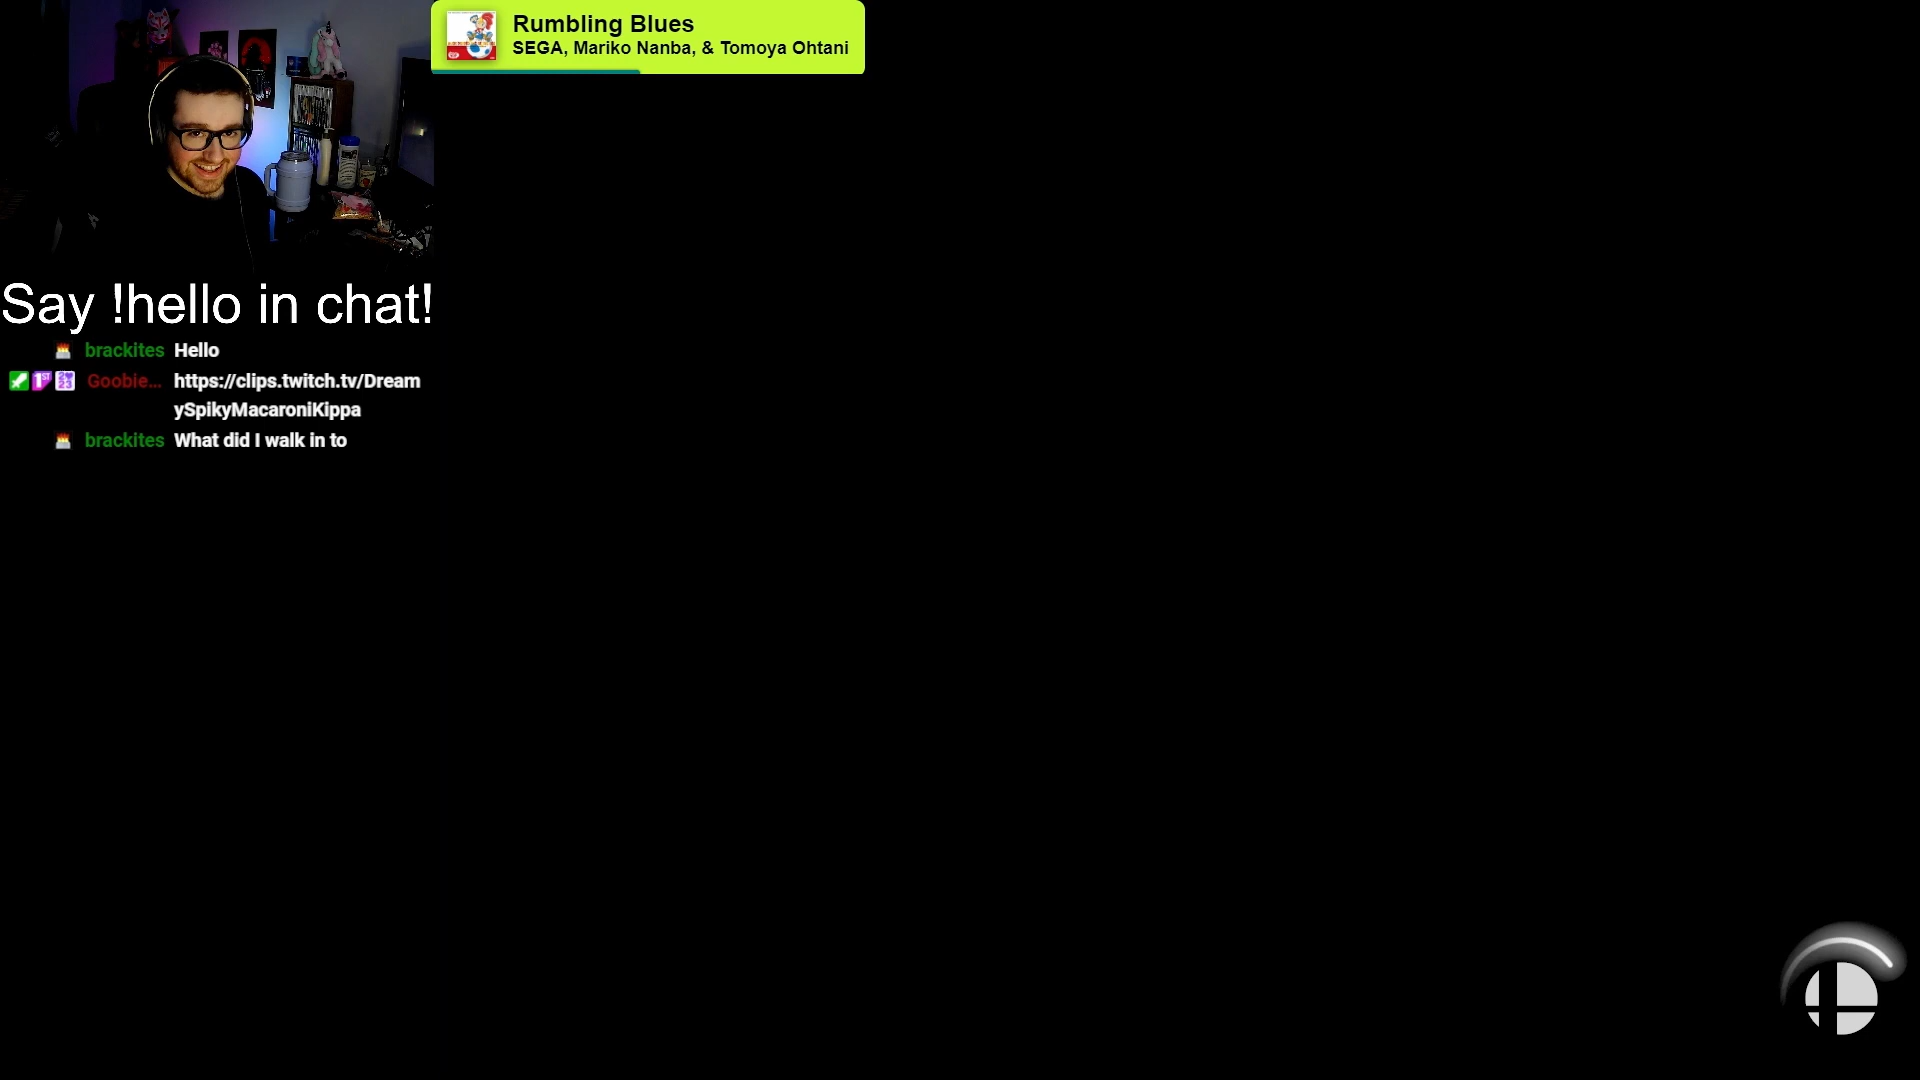 Rumbling Blues
SEGA, Mariko Nanba, & Tomoya Ohtani
Say !hello in chat!
brackites Hello
Goobie... https://clips.twitch.tv/Dream
ySpikyMacaroniKippa
brackites What did I walk in to